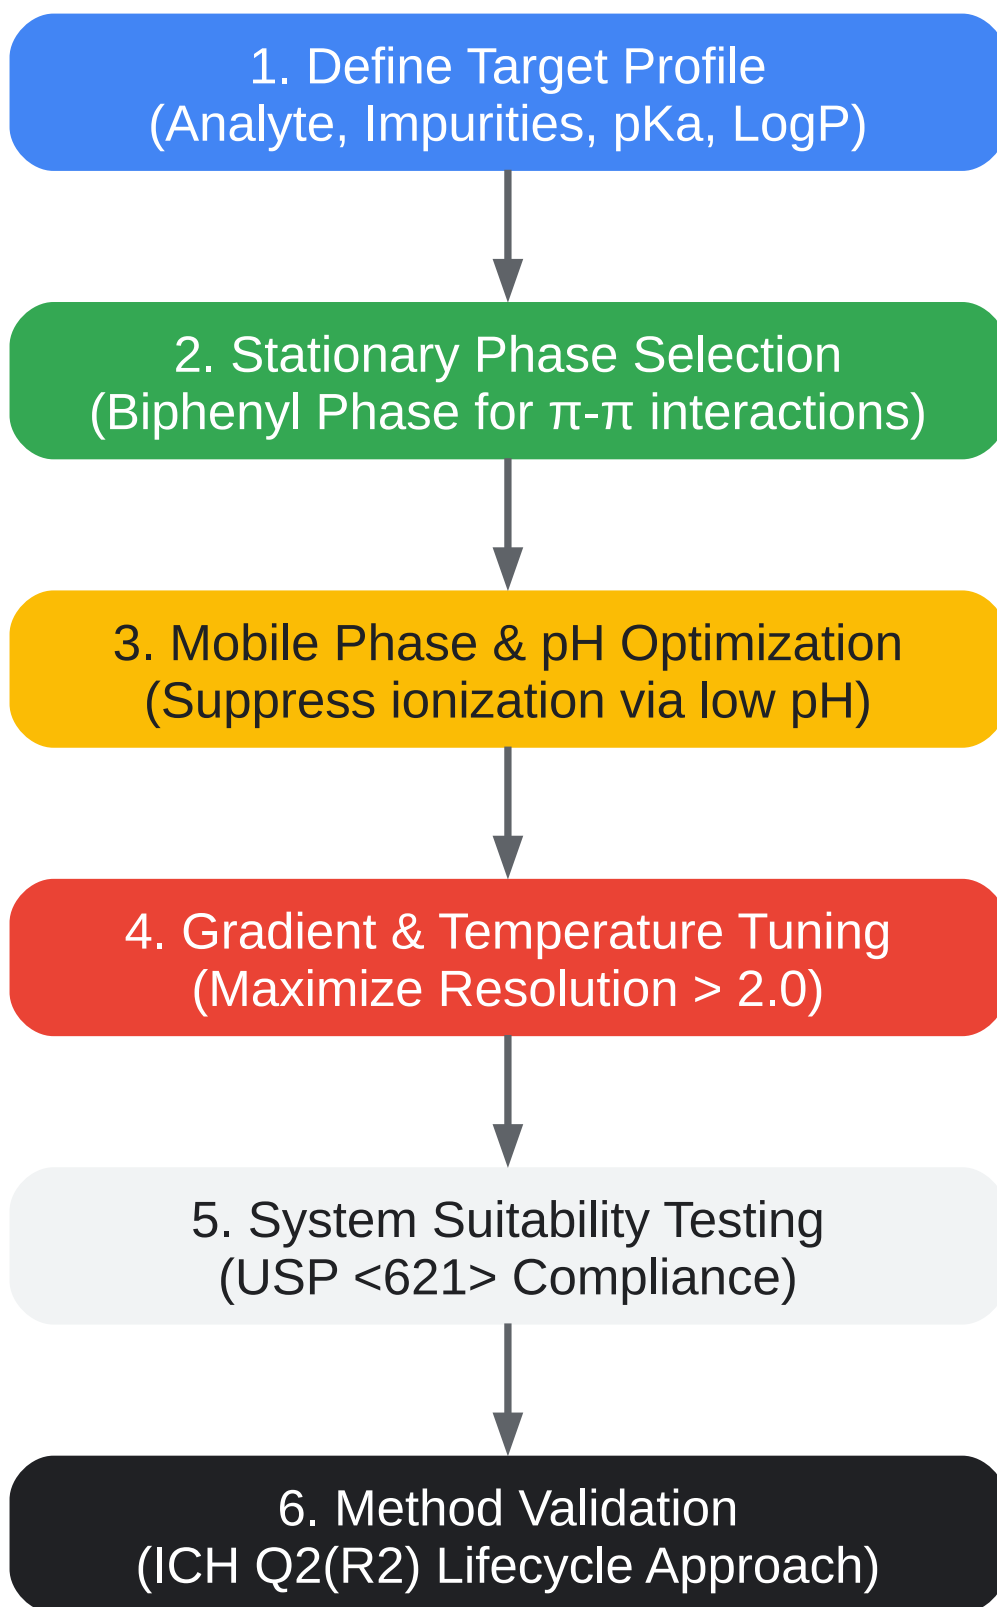 1. Define Target Profile
(Analyte, Impurities, pKa, LogP)
2. Stationary Phase Selection
(Biphenyl Phase for π-π interactions)
3. Mobile Phase & pH Optimization
(Suppress ionization via low pH)
4. Gradient & Temperature Tuning
(Maximize Resolution > 2.0)
5. System Suitability Testing
(USP <621> Compliance)
6. Method Validation
(ICH Q2(R2) Lifecycle Approach)